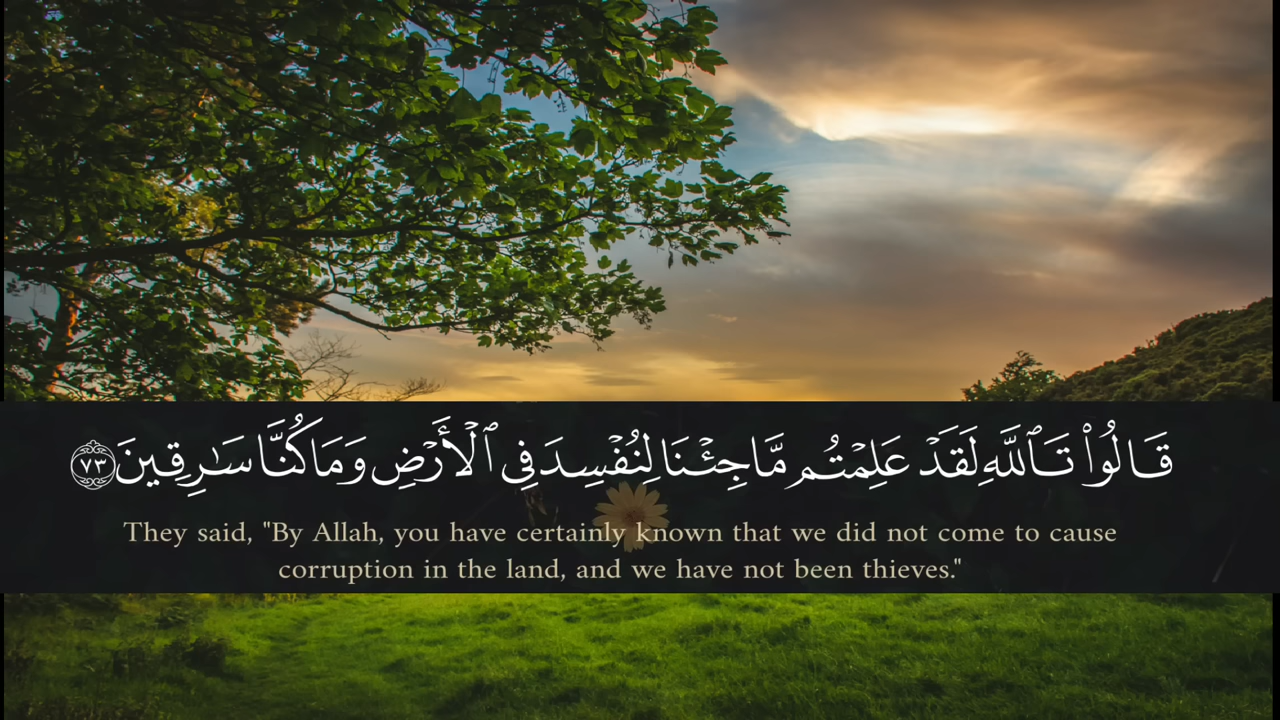 قَالُوا۟ تَٱللَّهِ لَقَدْ عَلِمْتُم مَّا جِئْنَا لِنُفْسِدَ فِى ٱلْأَرْضِ وَمَا كُنَّا سَـٰرِقِينَ ٧٣
They said, "By Allah, you have certainly known that we did not come to cause
corruption in the land, and we have not been thieves."